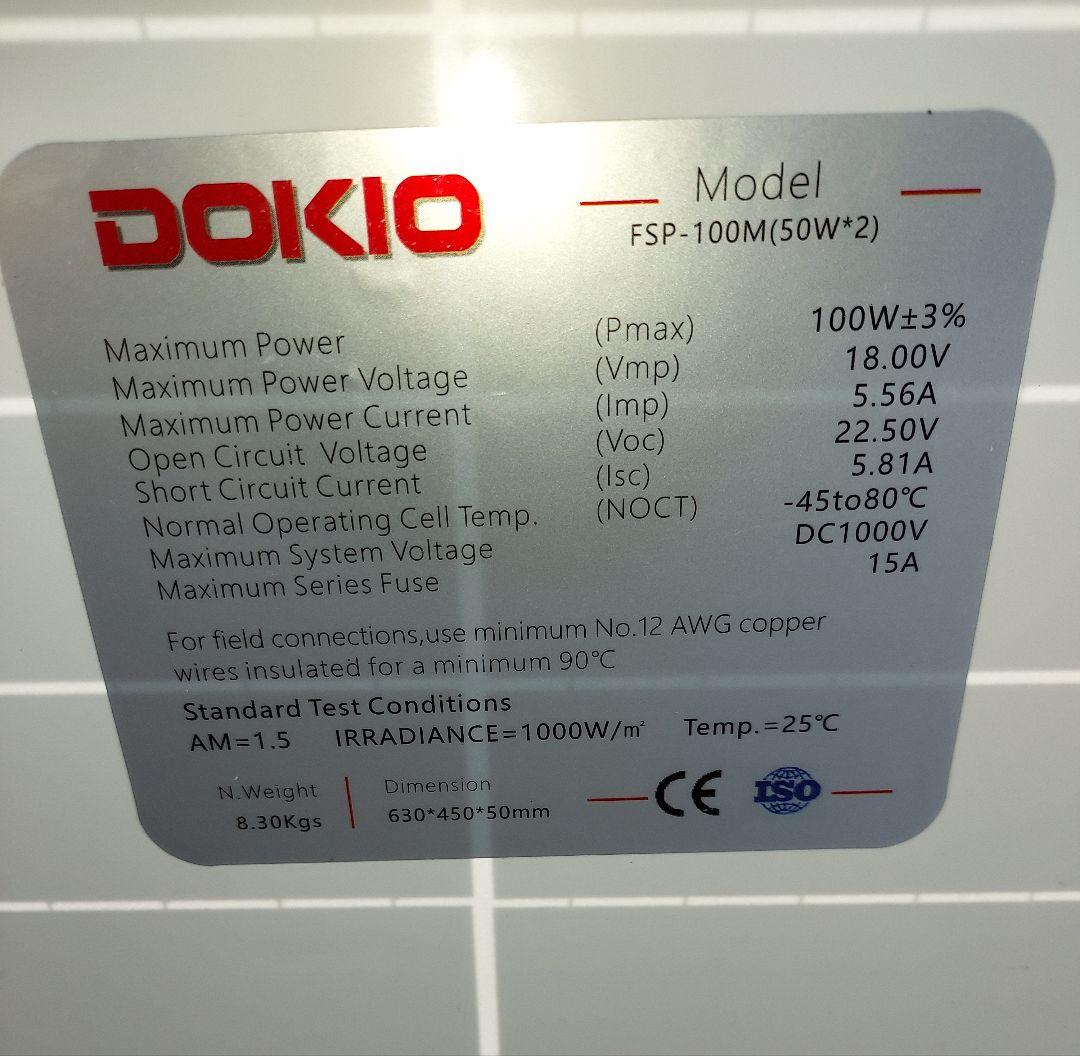 DOKIO
Model
FSP-100M(50W*2)
Maximum Power (Pmax) 100W±3%
Maximum Power Voltage (Vmp) 18.00V
Maximum Power Current (Imp) 5.56A
Open Circuit Voltage (Voc) 22.50V
Short Circuit Current (Isc) 5.81A
Normal Operating Cell Temp. (NOCT) -45to80℃
Maximum System Voltage DC1000V
Maximum Series Fuse 15A
For field connections,use minimum No.12 AWG copper
wires insulated for a minimum 90℃
Standard Test Conditions
AM=1.5 IRRADIANCE=1000W/m² Temp.=25℃
N.Weight
8.30Kgs
Dimension
630*450*50mm
CE ISO